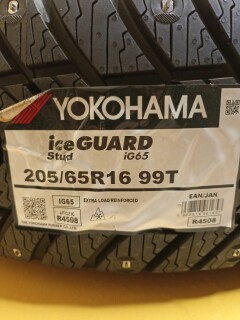 YOKOHAMA
iceGUARD
Stud iG65
205/65R16 99T
IG65
EXTRA LOAD REINFORCED
EAN/JAN
R4508
R4508